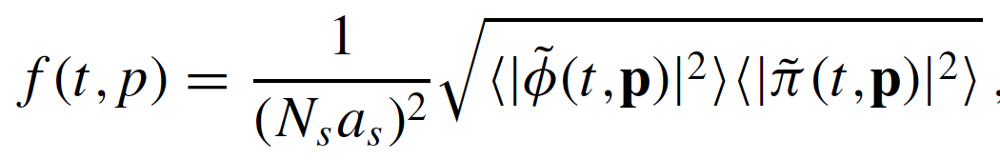 f(t,p) = \frac{1}{(N_s a_s)^2} \sqrt{\langle |\tilde{\phi}(t,\mathbf{p})|^2 \rangle \langle |\tilde{\pi}(t,\mathbf{p})|^2 \rangle} ,